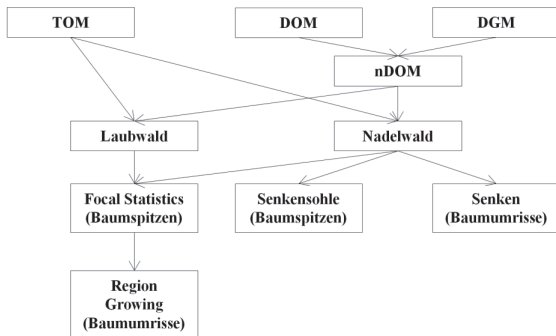 TOM
DOM
DGM
nDOM
Laubwald
Nadelwald
Focal Statistics
(Baumspitzen)
Senkensohle
(Baumspitzen)
Senken
(Baumumrisse)
Region
Growing
(Baumumrisse)